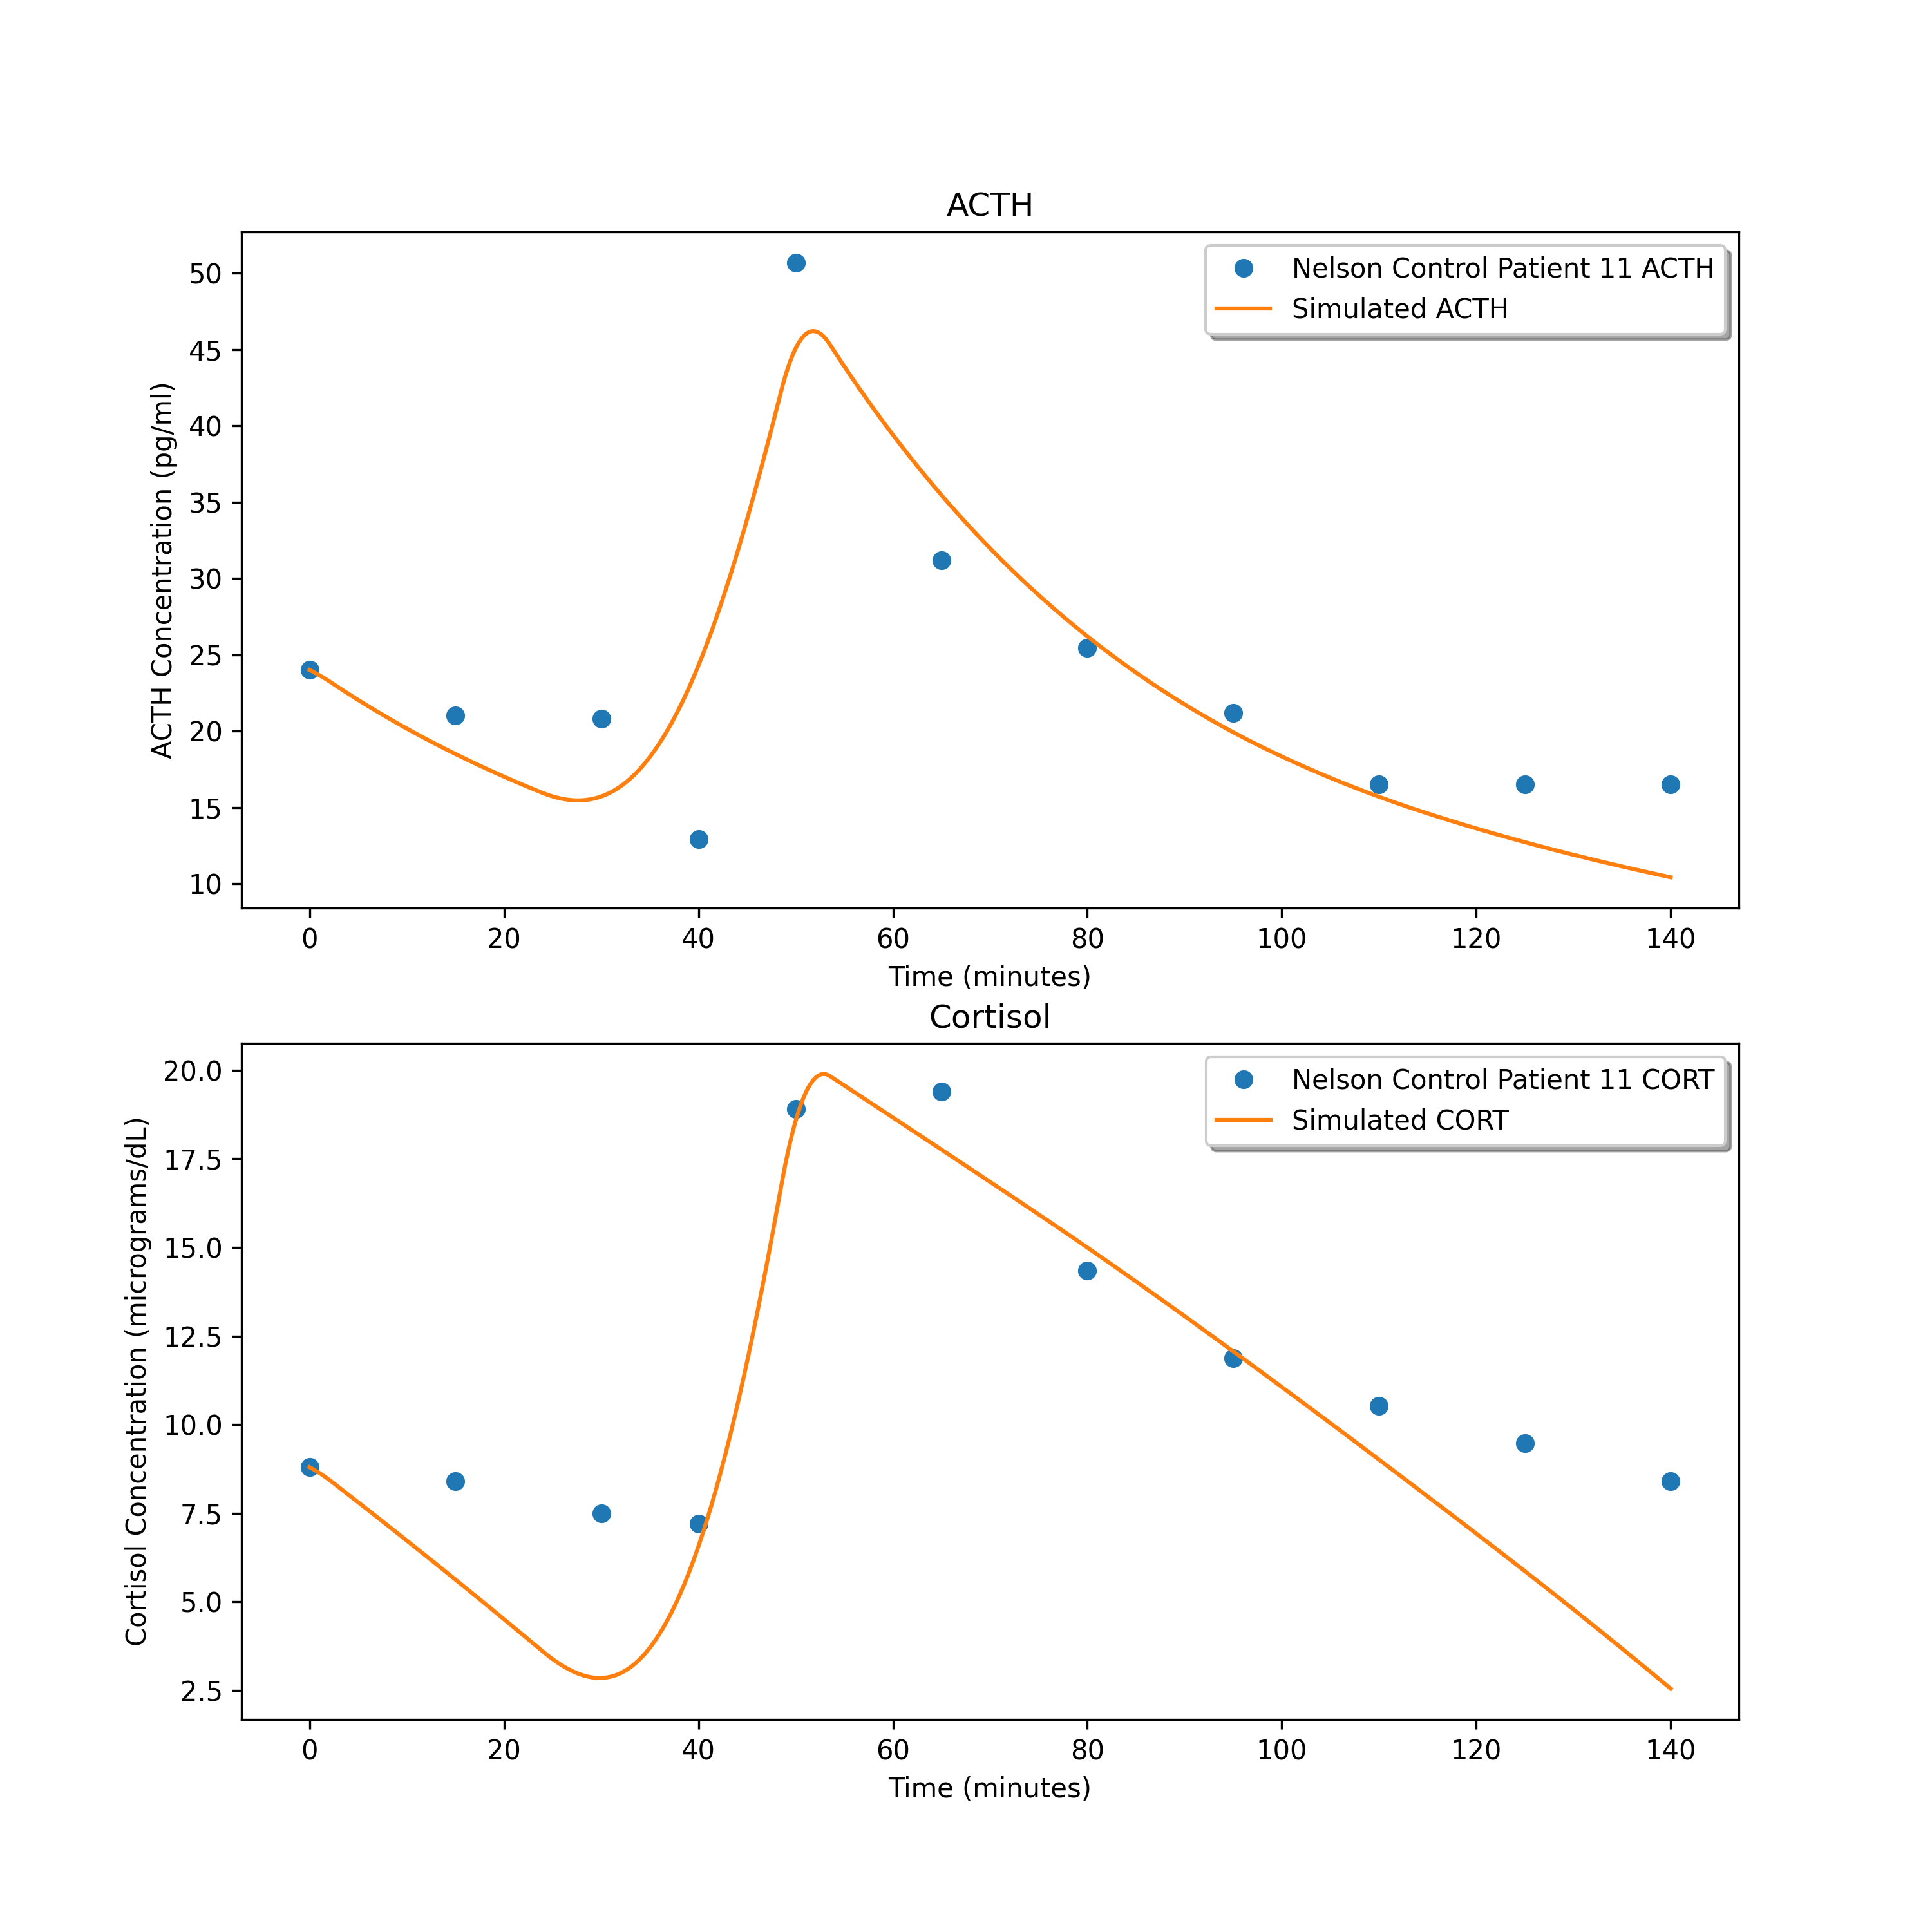 ACTH
Nelson Control Patient 11 ACTH
Simulated ACTH
ACTH Concentration (pg/ml)
50
45
40
35
30
25
20
15
10
0 20 40 60 80 100 120 140
Time (minutes)
Cortisol
Nelson Control Patient 11 CORT
Simulated CORT
Cortisol Concentration (micrograms/dL)
20.0
17.5
15.0
12.5
10.0
7.5
5.0
2.5
0 20 40 60 80 100 120 140
Time (minutes)